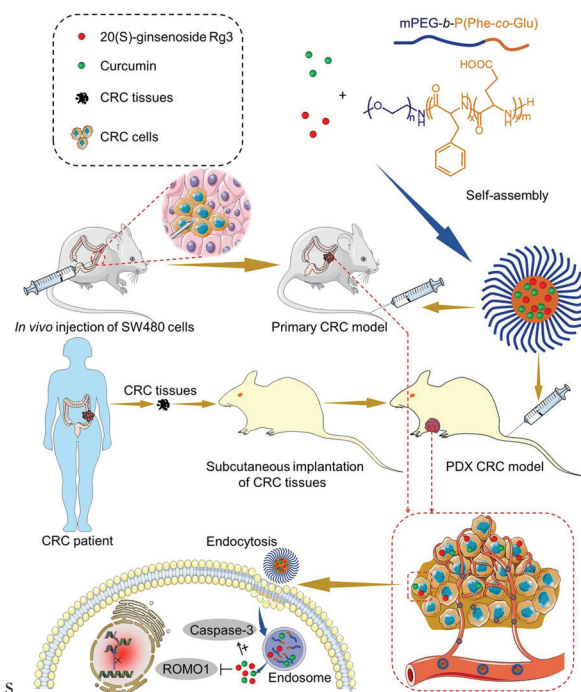 20(S)-ginsenoside Rg3
Curcumin
CRC tissues
CRC cells
mPEG-b-P(Phe-co-Glu)
+
HOOC
O
O
H
O
n
N
H
x
N
H
O
m
Self-assembly
In vivo injection of SW480 cells
Primary CRC model
CRC tissues
Subcutaneous implantation
of CRC tissues
PDX CRC model
CRC patient
Endocytosis
Caspase-3
+
ROMO1
Endosome
S